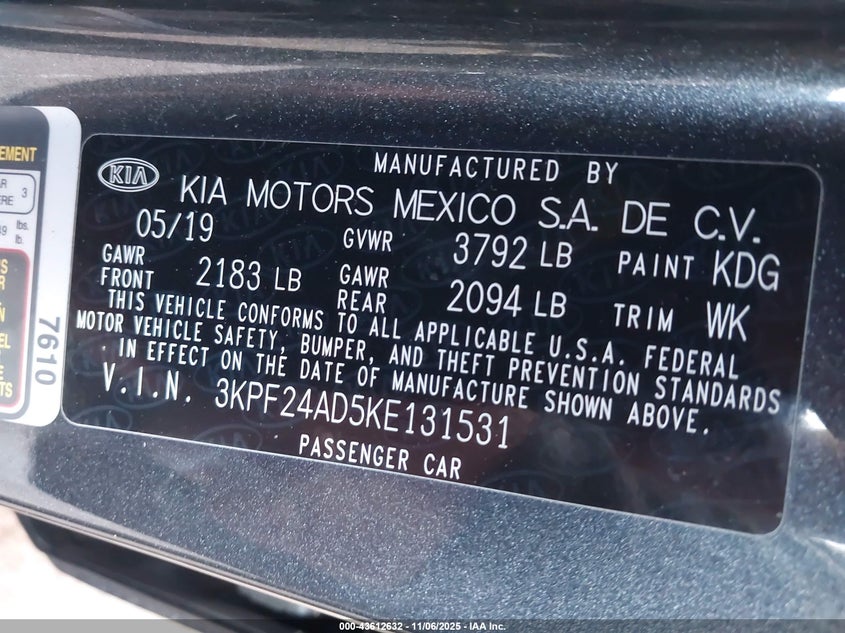 EMENT
3
7610
MANUFACTURED BY
KIA KIA MOTORS MEXICO S.A. DE C.V.
05/19 GVWR 3792 LB PAINT KDG
GAWR FRONT 2183 LB GAWR REAR 2094 LB TRIM WK
THIS VEHICLE CONFORMS TO ALL APPLICABLE U.S.A. FEDERAL
MOTOR VEHICLE SAFETY, BUMPER, AND THEFT PREVENTION STANDARDS
IN EFFECT ON THE DATE OF MANUFACTURE SHOWN ABOVE.
V.I.N. 3KPF24AD5KE131531
PASSENGER CAR
000-43612632 - 11/06/2025 - IAA Inc.